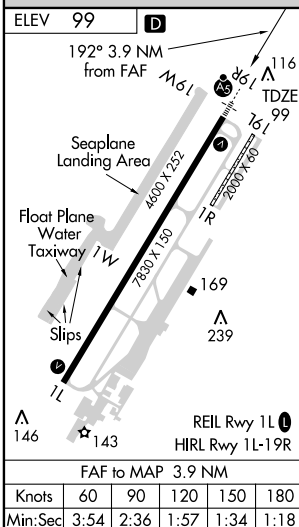 ELEV 99 D
192° 3.9 NM
from FAF
116
TDZE
99
19W
A5
19R
19L
V
Seaplane
Landing Area
4600 X 252
2000 X 60
1R
Float Plane
Water
Taxiway
1W
7830 X 150
169
239
Slips
V
1L
146
143
REIL Rwy 1L L
HIRL Rwy 1L-19R
FAF to MAP 3.9 NM
Knots 60 90 120 150 180
Min:Sec 3:54 2:36 1:57 1:34 1:18